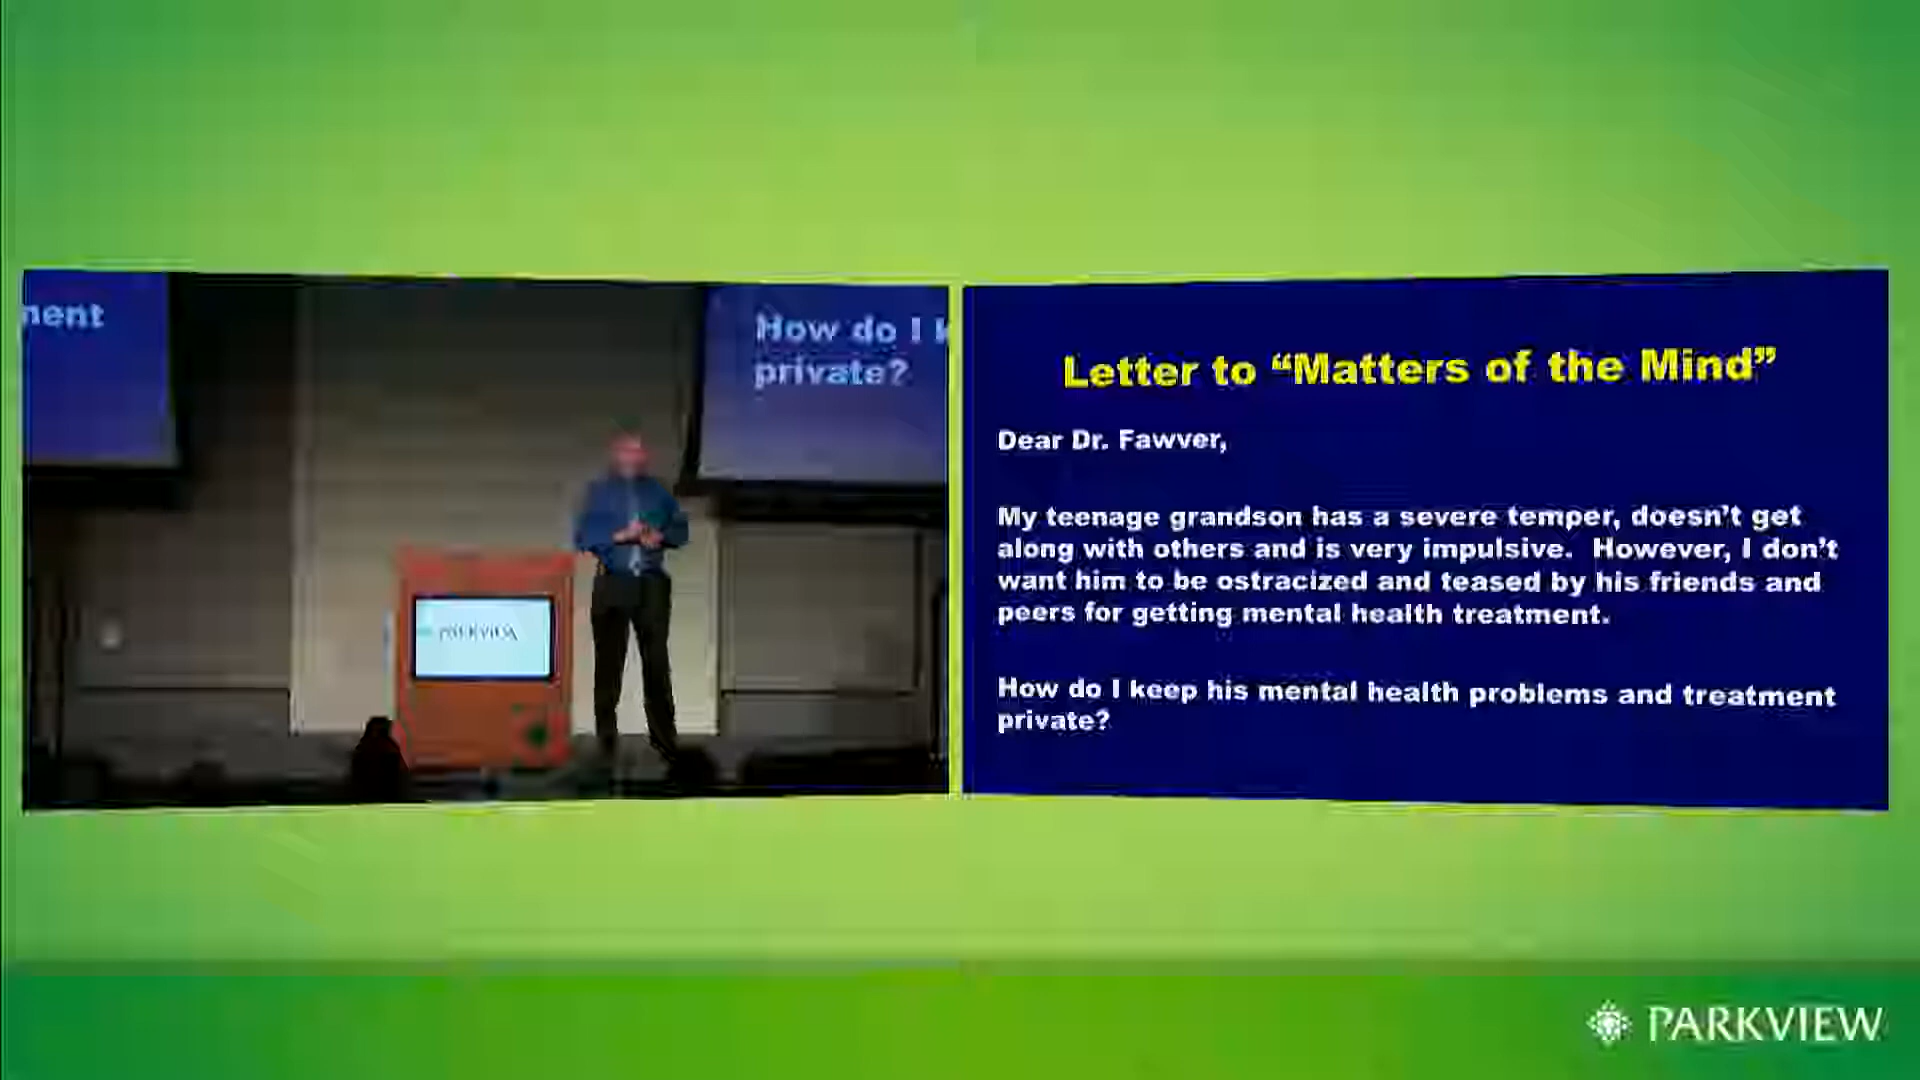 ment
How do I k
private?
PARKVIEW
Letter to “Matters of the Mind”
Dear Dr. Fawver,
My teenage grandson has a severe temper, doesn’t get
along with others and is very impulsive.  However, I don’t
want him to be ostracized and teased by his friends and
peers for getting mental health treatment.
How do I keep his mental health problems and treatment
private?
PARKVIEW